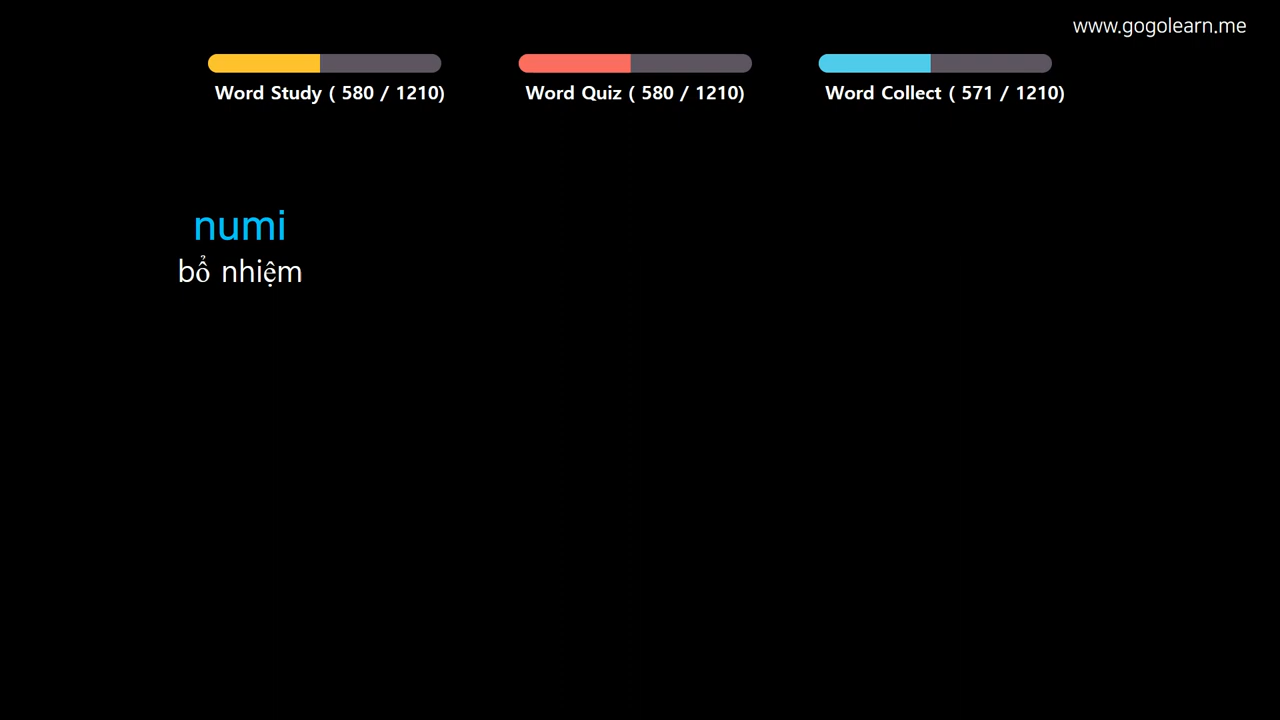 www.gogolearn.me
Word Study ( 580 / 1210)
Word Quiz ( 580 / 1210)
Word Collect ( 571 / 1210)
numi
bổ nhiệm